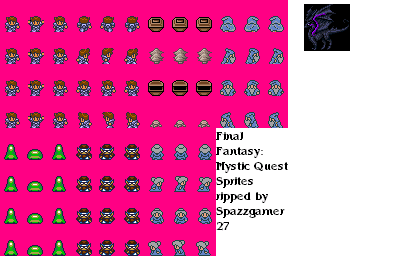 Final
Fantasy:
Mystic Quest
Sprites
ripped by
Spazzgamer
27